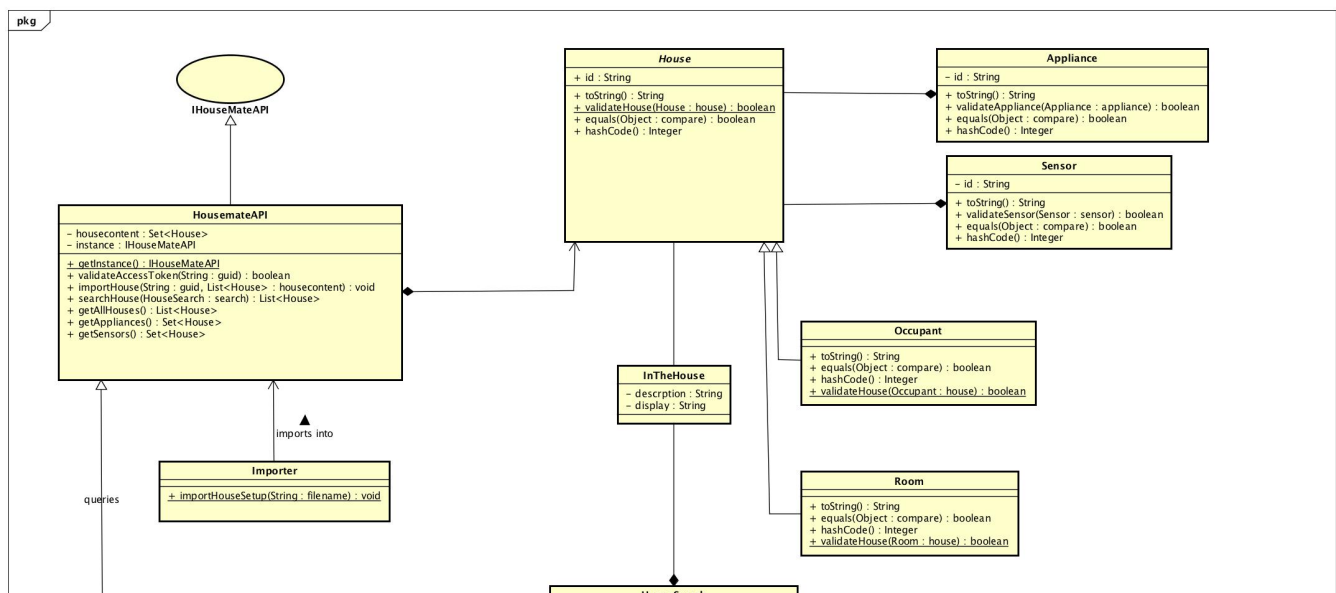 pkg
IHouseMateAPI
HousemateAPI
– housecontent : Set<House>
– instance : IHouseMateAPI
+ getInstance() : IHouseMateAPI
+ validateAccessToken(String : guid) : boolean
+ importHouse(String : guid, List<House> : housecontent) : void
+ searchHouse(HouseSearch : search) : List<House>
+ getAllHouses() : List<House>
+ getAppliances() : Set<House>
+ getSensors() : Set<House>
imports into
Importer
+ importHouseSetup(String : filename) : void
queries
House
+ id : String
+ toString() : String
+ validateHouse(House : house) : boolean
+ equals(Object : compare) : boolean
+ hashCode() : Integer
InTheHouse
– descrption : String
– display : String
Appliance
– id : String
+ toString() : String
+ validateAppliance(Appliance : appliance) : boolean
+ equals(Object : compare) : boolean
+ hashCode() : Integer
Sensor
– id : String
+ toString() : String
+ validateSensor(Sensor : sensor) : boolean
+ equals(Object : compare) : boolean
+ hashCode() : Integer
Occupant
+ toString() : String
+ equals(Object : compare) : boolean
+ hashCode() : Integer
+ validateHouse(Occupant : house) : boolean
Room
+ toString() : String
+ equals(Object : compare) : boolean
+ hashCode() : Integer
+ validateHouse(Room : house) : boolean